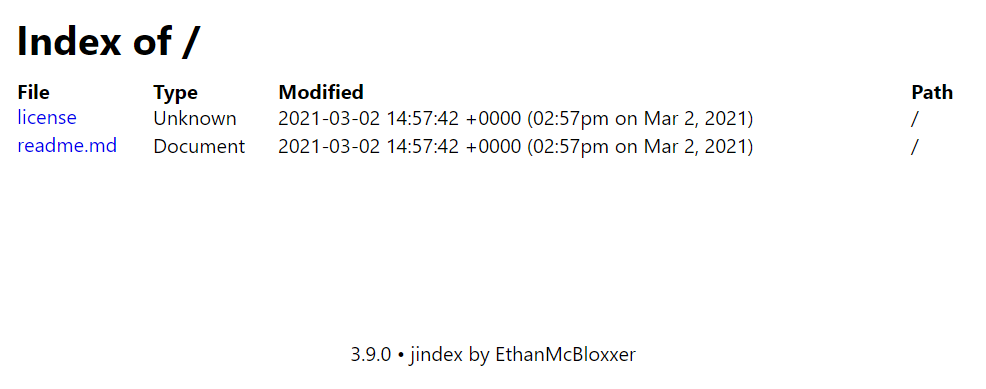 Index of /
File Type Modified Path
license Unknown 2021-03-02 14:57:42 +0000 (02:57pm on Mar 2, 2021) /
readme.md Document 2021-03-02 14:57:42 +0000 (02:57pm on Mar 2, 2021) /
3.9.0 • jindex by EthanMcBloxxer